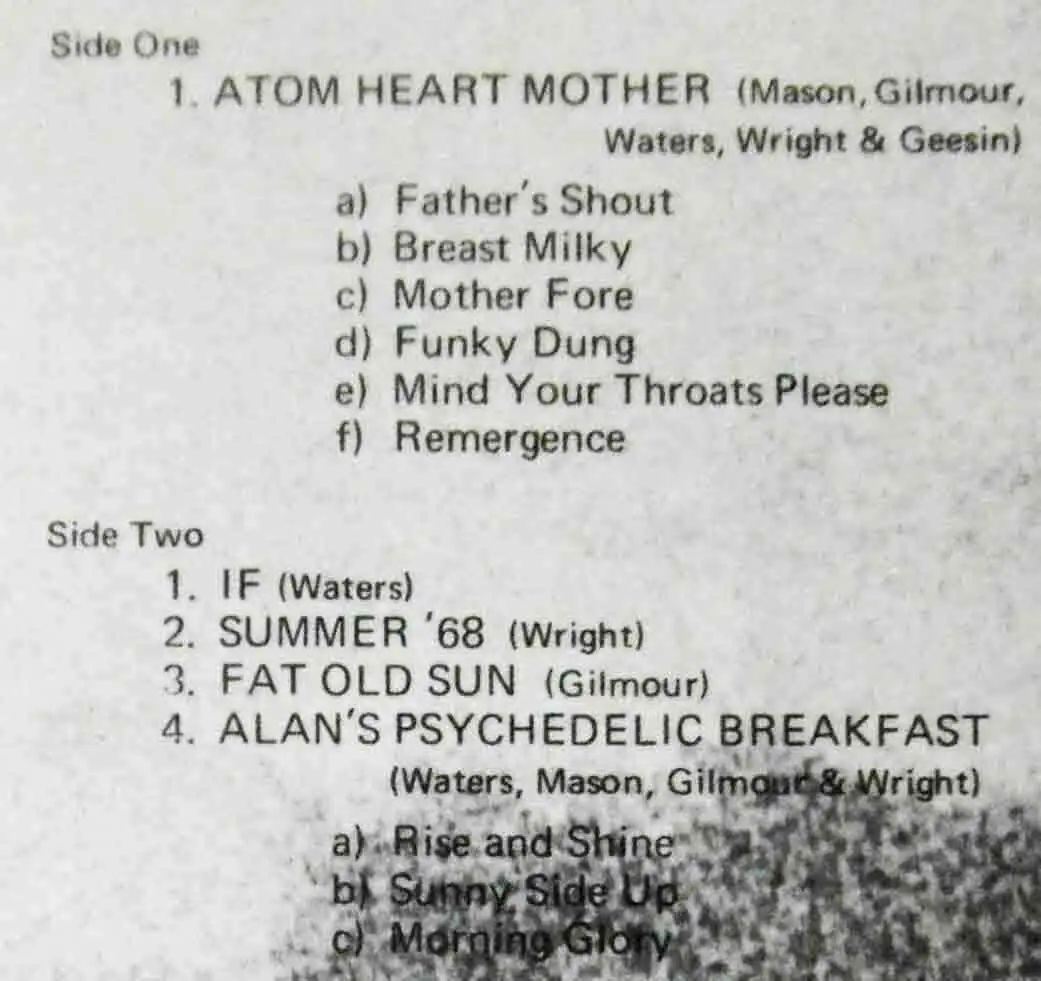 Side One
1. ATOM HEART MOTHER (Mason, Gilmour,
Waters, Wright & Geesin)
a) Father's Shout
b) Breast Milky
c) Mother Fore
d) Funky Dung
e) Mind Your Throats Please
f) Remergence
Side Two
1. IF (Waters)
2. SUMMER '68 (Wright)
3. FAT OLD SUN (Gilmour)
4. ALAN'S PSYCHEDELIC BREAKFAST
(Waters, Mason, Gilmour & Wright)
a) Rise and Shine
b) Sunny Side Up
c) Morning Glory